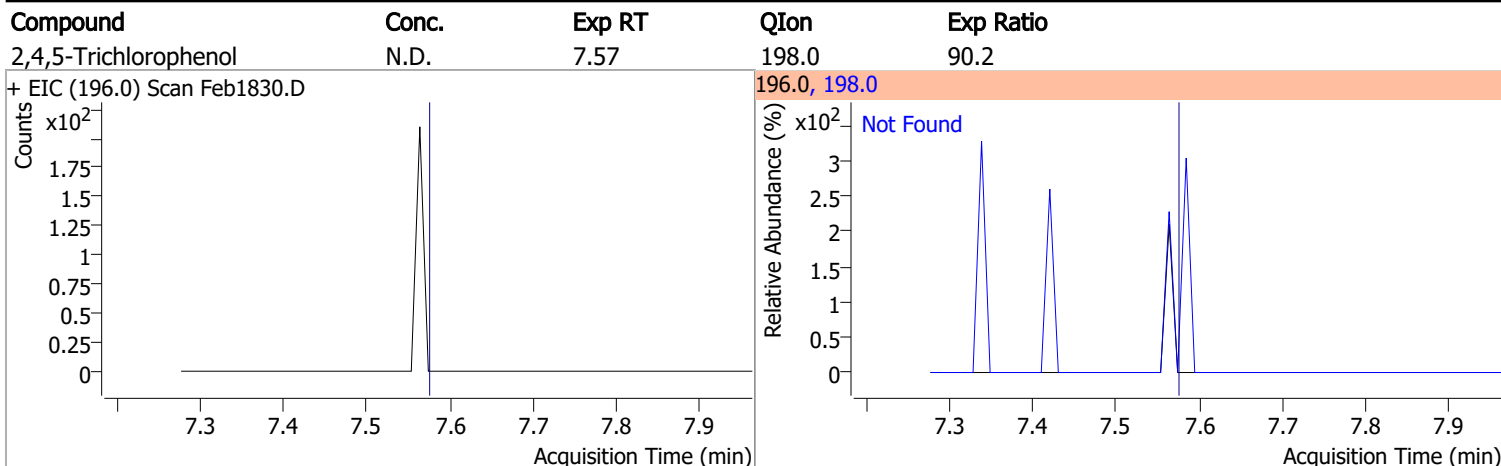 Compound Conc. Exp RT QIon Exp Ratio
2,4,5-Trichlorophenol N.D. 7.57 198.0 90.2
+ EIC (196.0) Scan Feb1830.D
Counts
x10²
1.75
1.5
1.25
1
0.75
0.5
0.25
0
7.3 7.4 7.5 7.6 7.7 7.8 7.9
Acquisition Time (min)
196.0, 198.0
Relative Abundance (%)
x10²
Not Found
3
2.5
2
1.5
1
0.5
0
7.3 7.4 7.5 7.6 7.7 7.8 7.9
Acquisition Time (min)